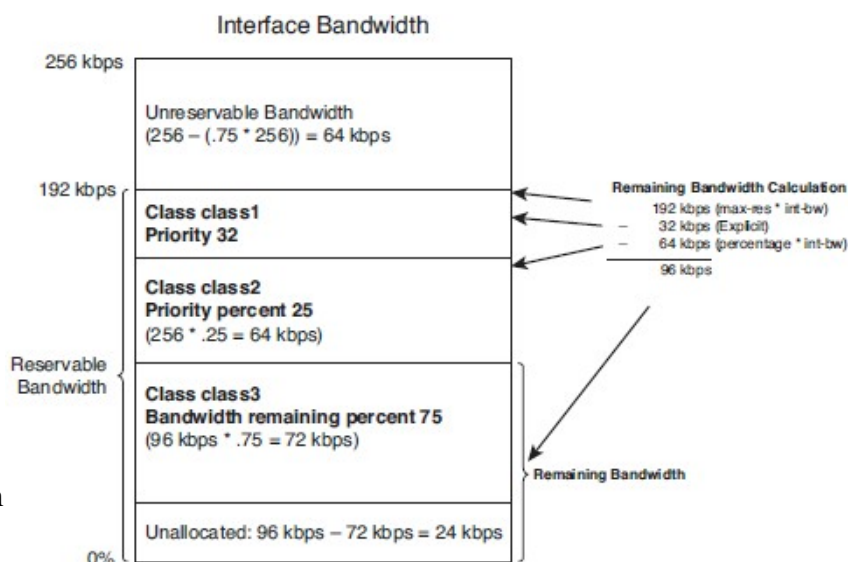 Interface Bandwidth
256 kbps
Unreservable Bandwidth
(256 – (.75 * 256)) = 64 kbps
192 kbps
Class class1
Priority 32
Class class2
Priority percent 25
(256 * .25 = 64 kbps)
Reservable
Bandwidth
Class class3
Bandwidth remaining percent 75
(96 kbps * .75 = 72 kbps)
Unallocated: 96 kbps – 72 kbps = 24 kbps
0%
Remaining Bandwidth Calculation
192 kbps (max-res * int-bw)
– 32 kbps (Explicit)
– 64 kbps (percentage * int-bw)
96 kbps
Remaining Bandwidth